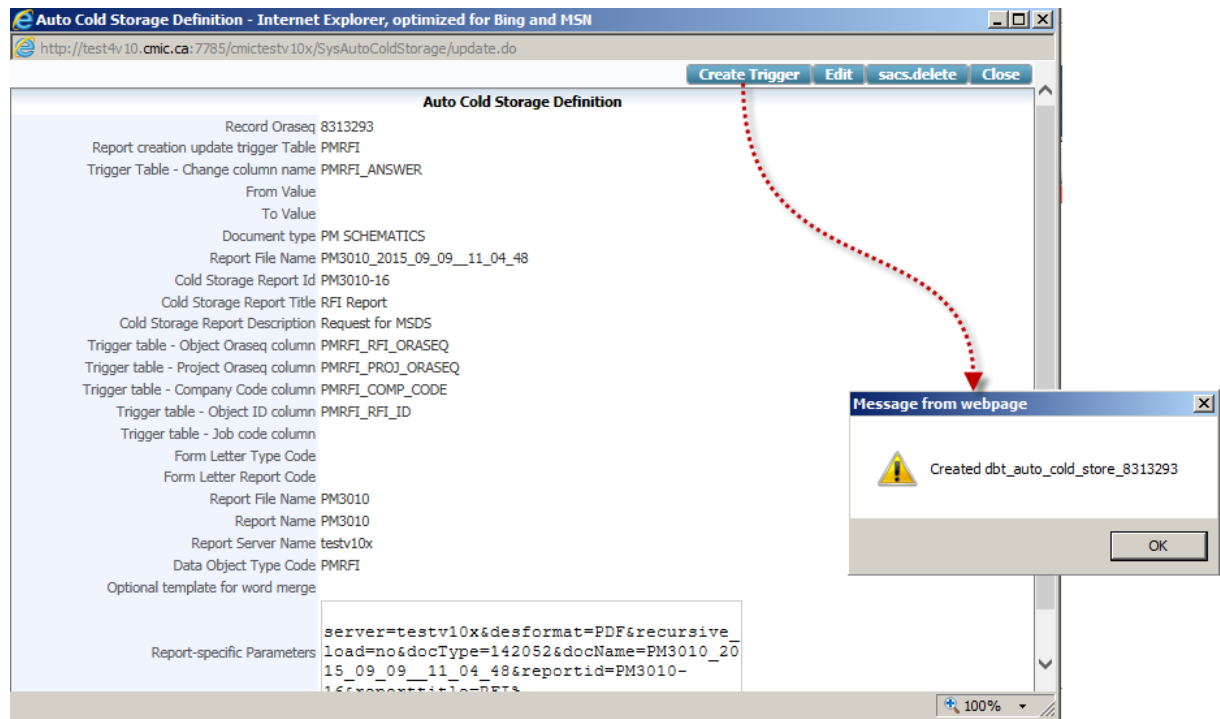 Auto Cold Storage Definition - Internet Explorer, optimized for Bing and MSN
http://test4v10.cmic.ca:7785/cmictestv10x/SysAutoColdStorage/update.do
Create Trigger Edit sacs.delete Close
Auto Cold Storage Definition
Record Oraseq 8313293
Report creation update trigger Table PMRFI
Trigger Table - Change column name PMRFI_ANSWER
From Value
To Value
Document type PM SCHEMATICS
Report File Name PM3010_2015_09_09__11_04_48
Cold Storage Report Id PM3010-16
Cold Storage Report Title RFI Report
Cold Storage Report Description Request for MSDS
Trigger table - Object Oraseq column PMRFI_RFI_ORASEQ
Trigger table - Project Oraseq column PMRFI_PROJ_ORASEQ
Trigger table - Company Code column PMRFI_COMP_CODE
Trigger table - Object ID column PMRFI_RFI_ID
Trigger table - Job code column
Form Letter Type Code
Form Letter Report Code
Report File Name PM3010
Report Name PM3010
Report Server Name testv10x
Data Object Type Code PMRFI
Optional template for word merge
Report-specific Parameters
server=testv10x&desformat=PDF&recursive_
load=no&docType=142052&docName=PM3010_20
15_09_09__11_04_48&reportid=PM3010-
16&reporttitle=RFI%
Message from webpage
Created dbt_auto_cold_store_8313293
OK
100%